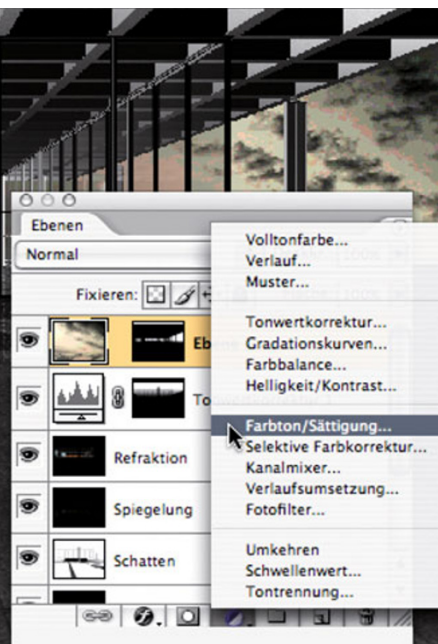 Ebenen
Normal
Fixieren:
Refraktion
Spiegelung
Schatten
Volltonfarbe...
Verlauf...
Muster...
Tonwertkorrektur...
Gradationskurven...
Farbbalance...
Helligkeit/Kontrast...
Farbton/Sättigung...
Selektive Farbkorrektur...
Kanalmixer...
Verlaufsumsetzung...
Fotofilter...
Umkehren
Schwellenwert...
Tontrennung...